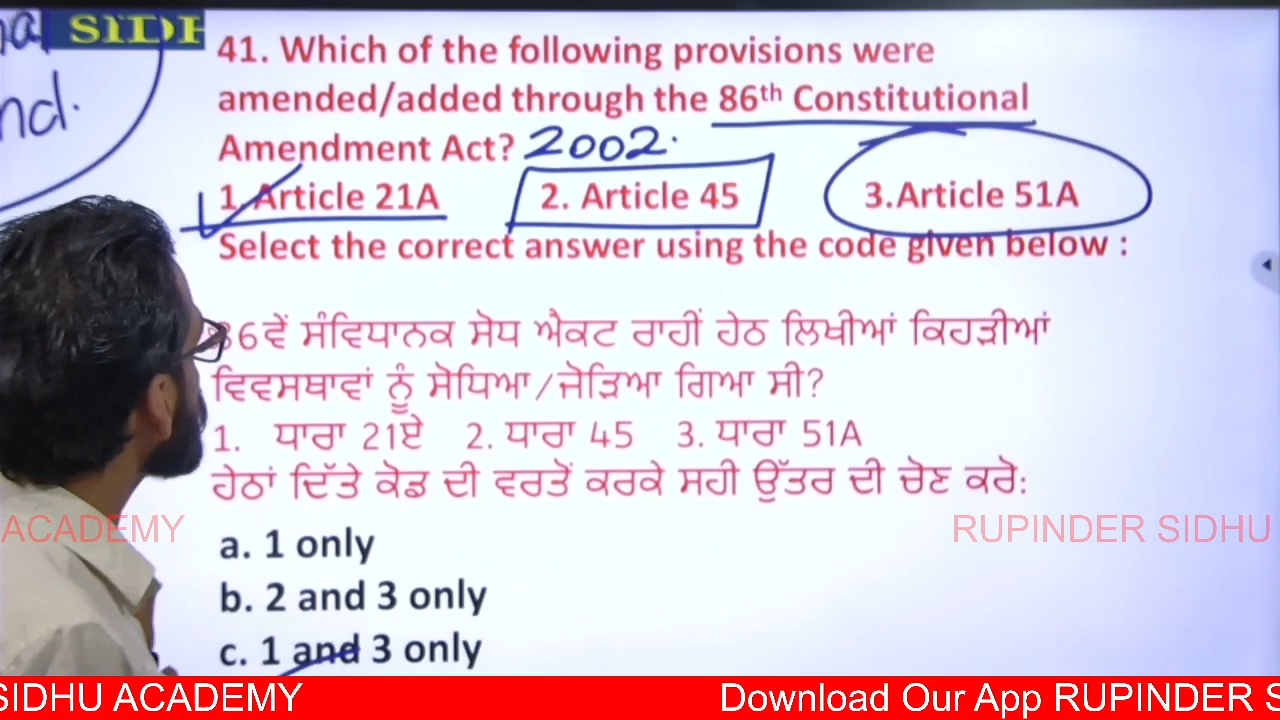 SIDH
nd.
41. Which of the following provisions were
amended/added through the 86th Constitutional
Amendment Act? 2002.
1. Article 21A 2. Article 45 3.Article 51A
Select the correct answer using the code given below :
86ਵੇਂ ਸੰਵਿਧਾਨਕ ਸੋਧ ਐਕਟ ਰਾਹੀਂ ਹੇਠ ਲਿਖੀਆਂ ਕਿਹੜੀਆਂ
ਵਿਵਸਥਾਵਾਂ ਨੂੰ ਸੋਧਿਆ/ਜੋੜਿਆ ਗਿਆ ਸੀ?
1. ਧਾਰਾ 21ਏ 2. ਧਾਰਾ 45 3. ਧਾਰਾ 51A
ਹੇਠਾਂ ਦਿੱਤੇ ਕੋਡ ਦੀ ਵਰਤੋਂ ਕਰਕੇ ਸਹੀ ਉੱਤਰ ਦੀ ਚੋਣ ਕਰੋ:
ACADEMY RUPINDER SIDHU
a. 1 only
b. 2 and 3 only
c. 1 and 3 only
SIDHU ACADEMY Download Our App RUPINDER S